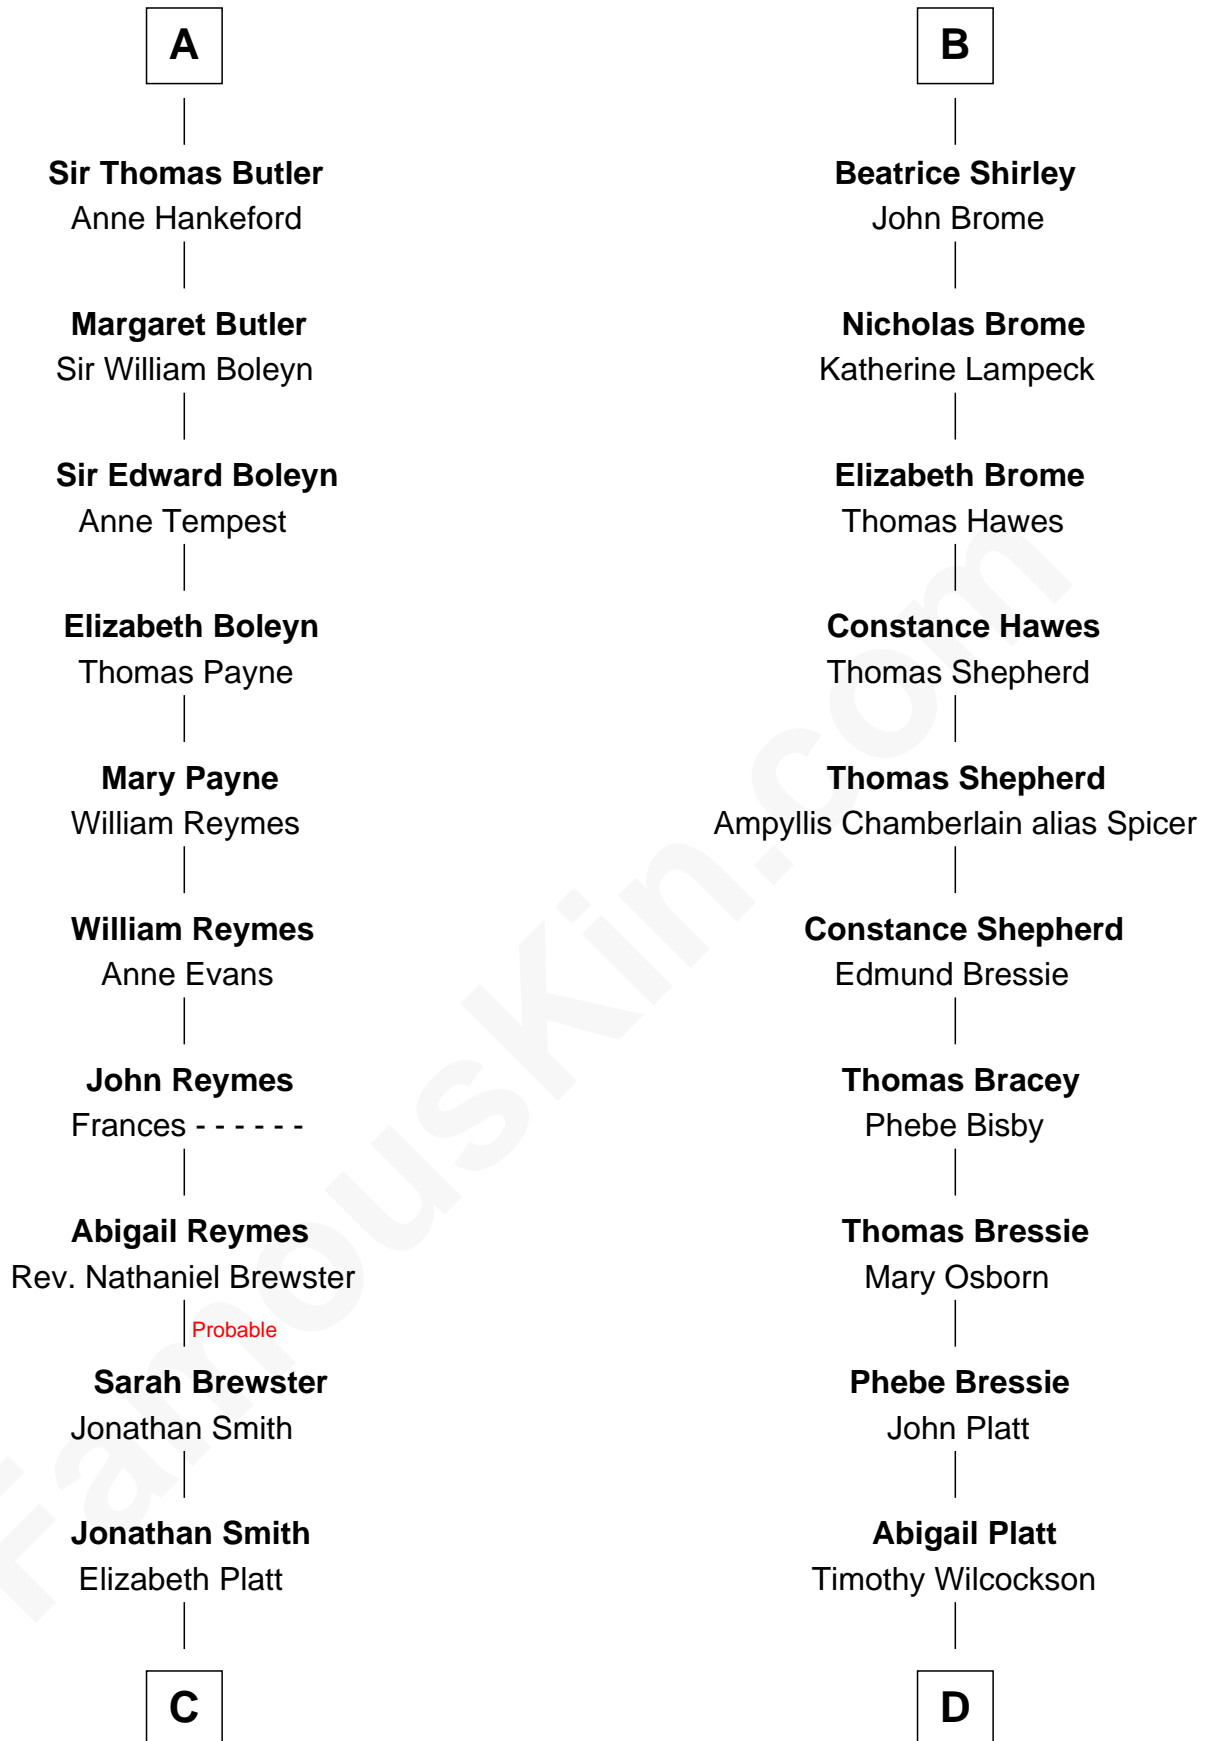 A
Sir Thomas Butler
Anne Hankeford
Margaret Butler
Sir William Boleyn
Sir Edward Boleyn
Anne Tempest
Elizabeth Boleyn
Thomas Payne
Mary Payne
William Reymes
William Reymes
Anne Evans
John Reymes
Frances - - - - - -
Abigail Reymes
Rev. Nathaniel Brewster
Probable
Sarah Brewster
Jonathan Smith
Jonathan Smith
Elizabeth Platt
C
B
Beatrice Shirley
John Brome
Nicholas Brome
Katherine Lampeck
Elizabeth Brome
Thomas Hawes
Constance Hawes
Thomas Shepherd
Thomas Shepherd
Ampyllis Chamberlain alias Spicer
Constance Shepherd
Edmund Bressie
Thomas Bracey
Phebe Bisby
Thomas Bressie
Mary Osborn
Phebe Bressie
John Platt
Abigail Platt
Timothy Wilcockson
D
FamousKin.com